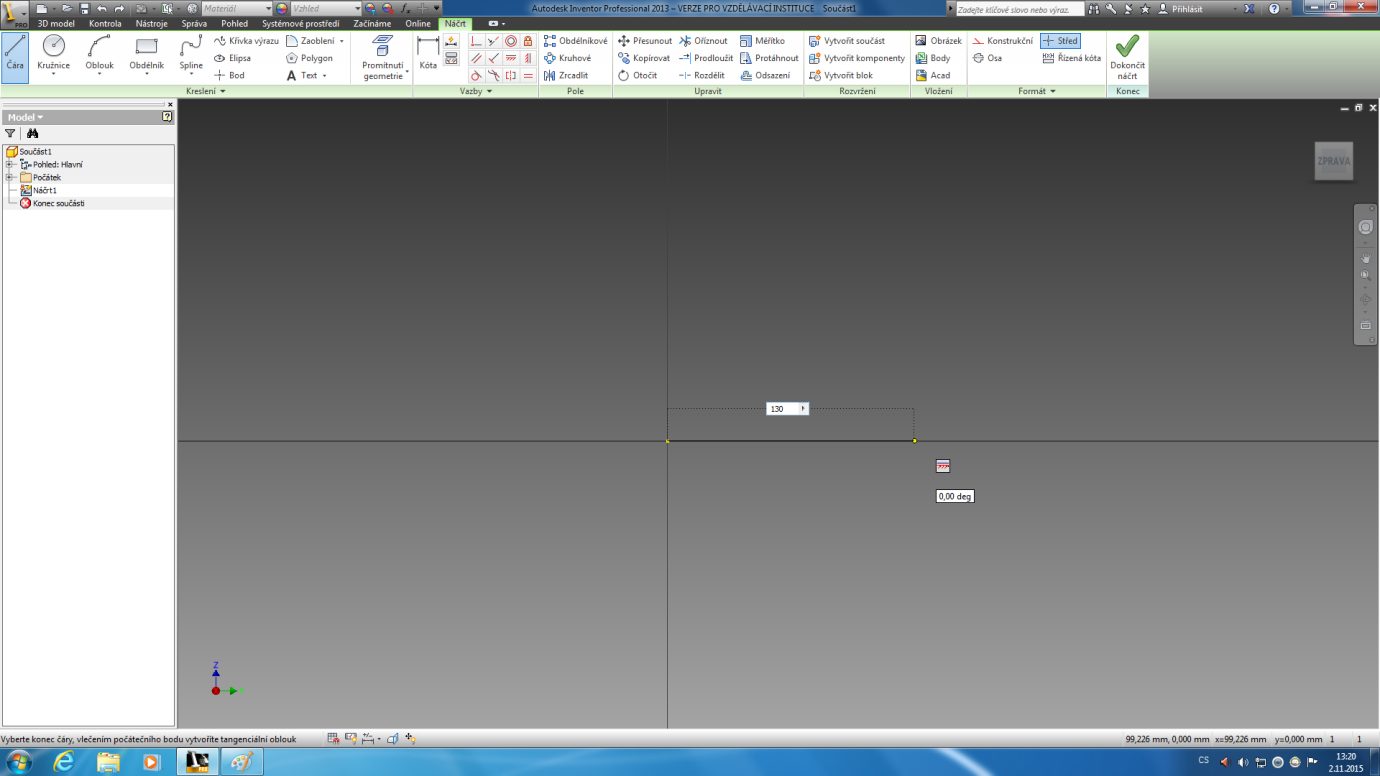 Materiál Vzhled Autodesk Inventor Professional 2013 – VERZE PRO VZDĚLÁVACÍ INSTITUCE Součást1 Zadejte klíčové slovo nebo výraz. Přihlásit
PRO 3D model Kontrola Nástroje Správa Pohled Systémové prostředí Začínáme Online Náčrt
Čára Kružnice Oblouk Obdélník Spline
Křivka výrazu Zaoblení
Elipsa Polygon
Bod Text
Promítnutí geometrie
Kóta
Obdélníkové
Kruhové
Zrcadlit
Přesunout Oříznout Měřítko
Kopírovat Prodloužit Protáhnout
Otočit Rozdělit Odsazení
Vytvořit součást
Vytvořit komponenty
Vytvořit blok
Obrázek
Body
Acad
Konstrukční Střed
Osa Řízená kóta
Dokončit náčrt
Kreslení Vazby Pole Upravit Rozvržení Vložení Formát Konec
Model
Součást1
Pohled: Hlavní
Počátek
Náčrt1
Konec součásti
ZPRAVA
130
0,00 deg
Z
Y
Vyberte konec čáry, vlečením počátečního bodu vytvoříte tangenciální oblouk 99,226 mm, 0,000 mm x=99,226 mm y=0,000 mm 1 1
PRO CS 13:20
2.11.2015